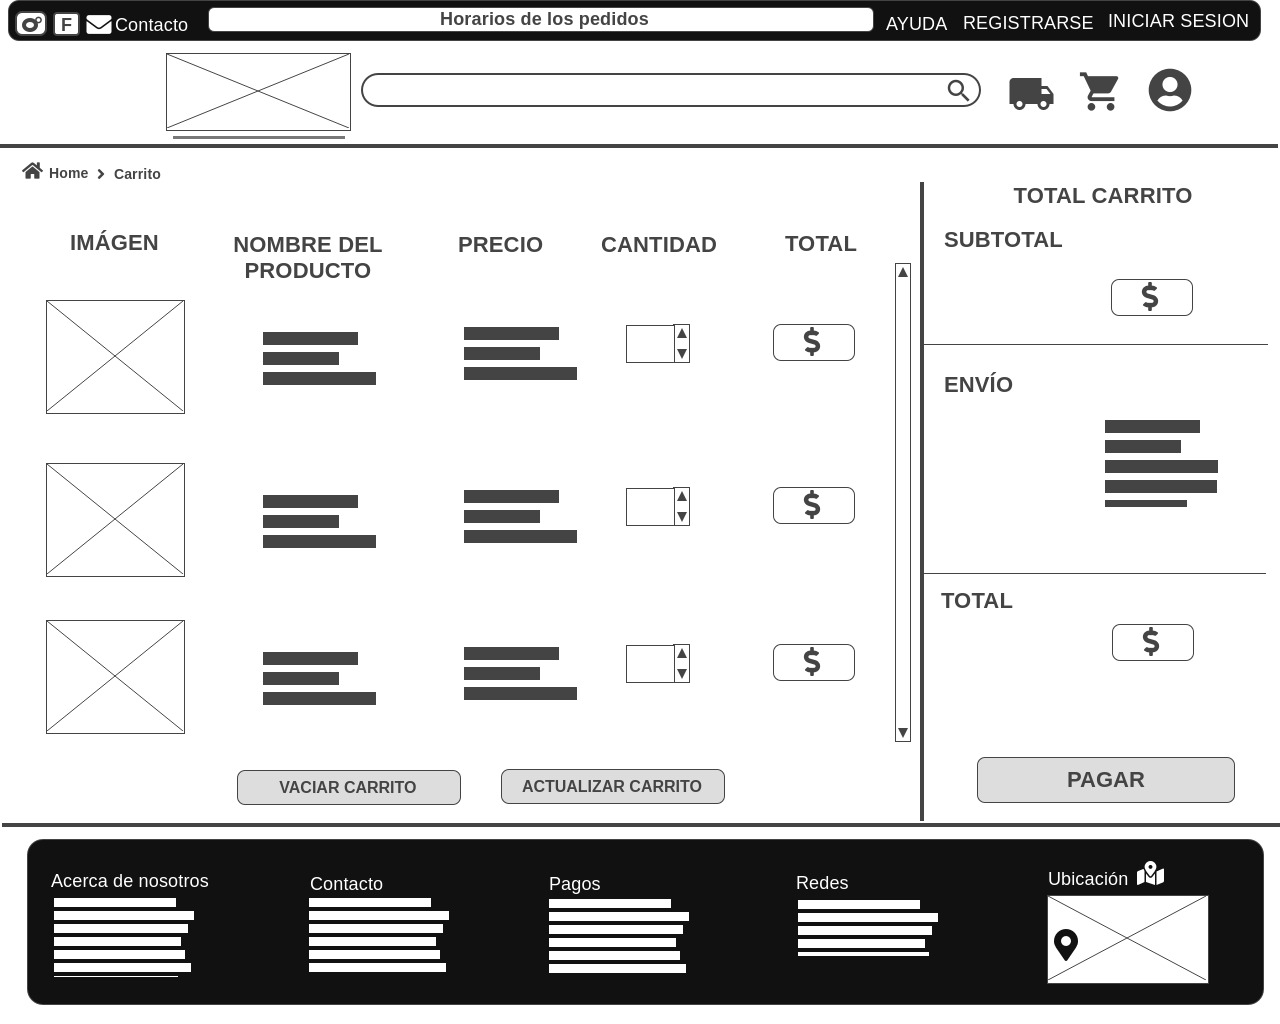 F
Contacto
Horarios de los pedidos
AYUDA
REGISTRARSE
INICIAR SESION
Home
Carrito
IMÁGEN
NOMBRE DEL
PRODUCTO
PRECIO
CANTIDAD
TOTAL
$
$
$
VACIAR CARRITO
ACTUALIZAR CARRITO
TOTAL CARRITO
SUBTOTAL
$
ENVÍO
TOTAL
$
PAGAR
Acerca de nosotros
Contacto
Pagos
Redes
Ubicación